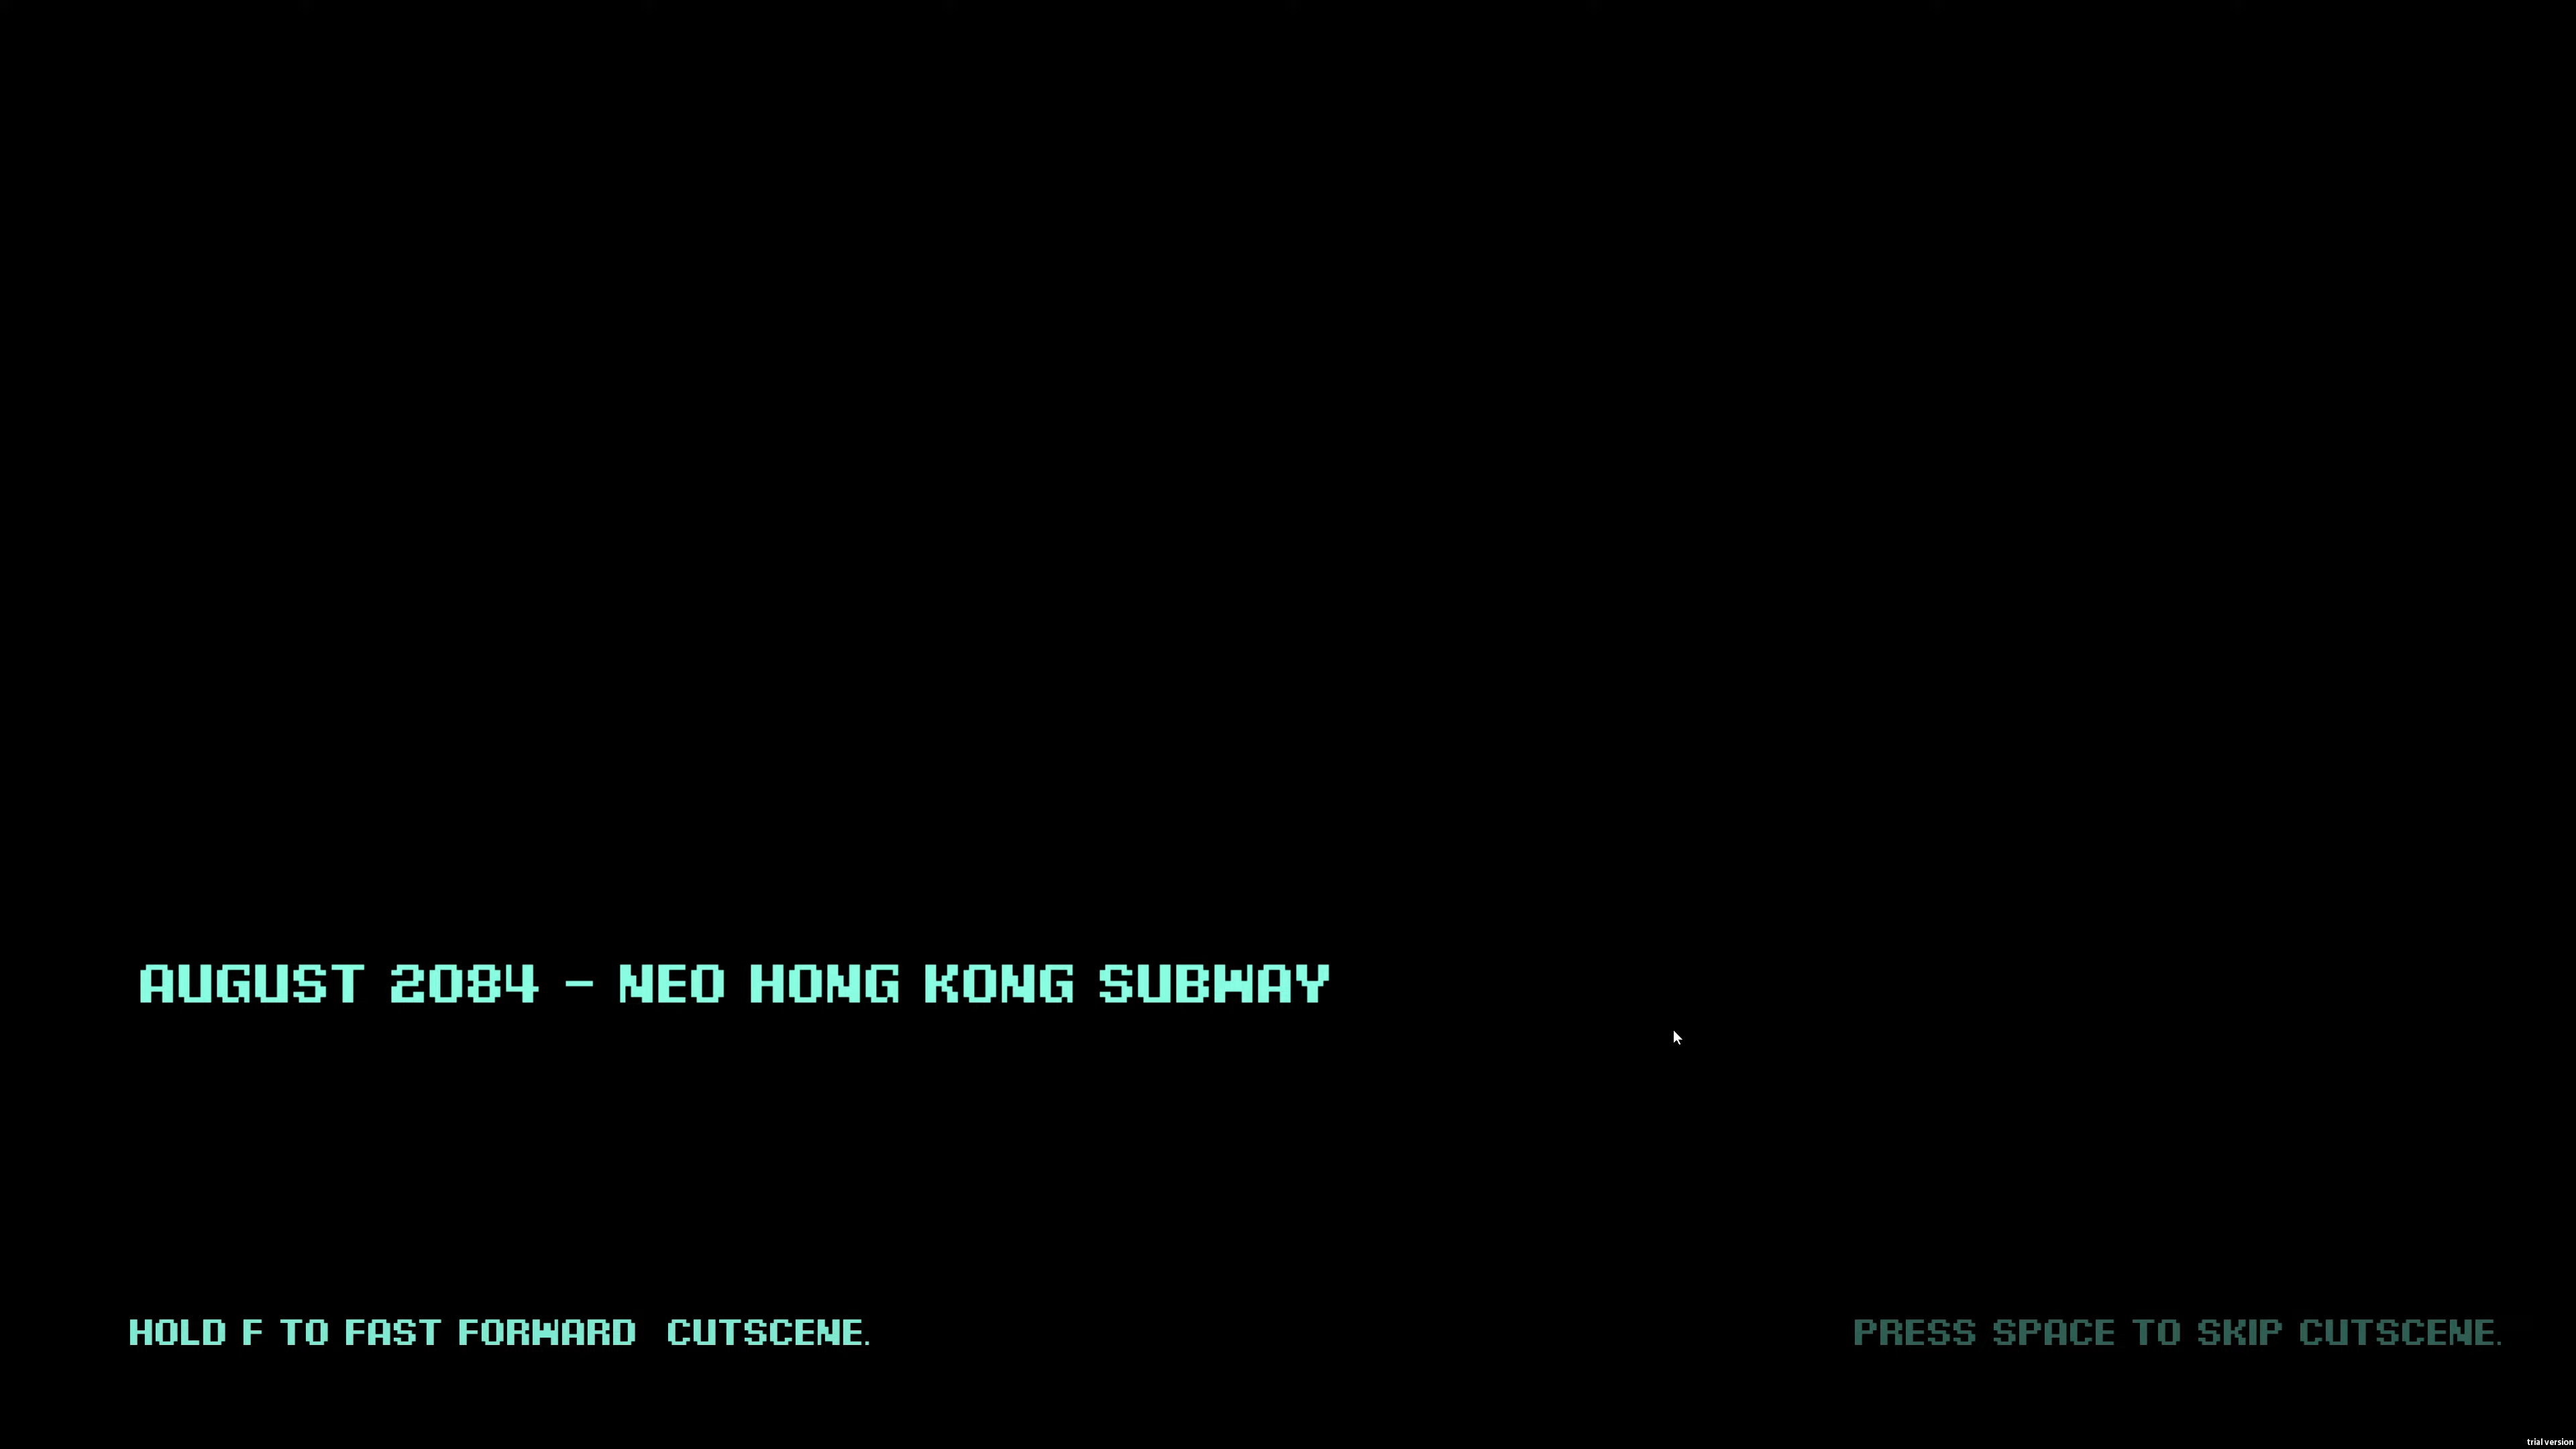 AUGUST 2084 - NEO HONG KONG SUBWAY
HOLD F TO FAST FORWARD  CUTSCENE.
PRESS SPACE TO SKIP CUTSCENE.
trial version